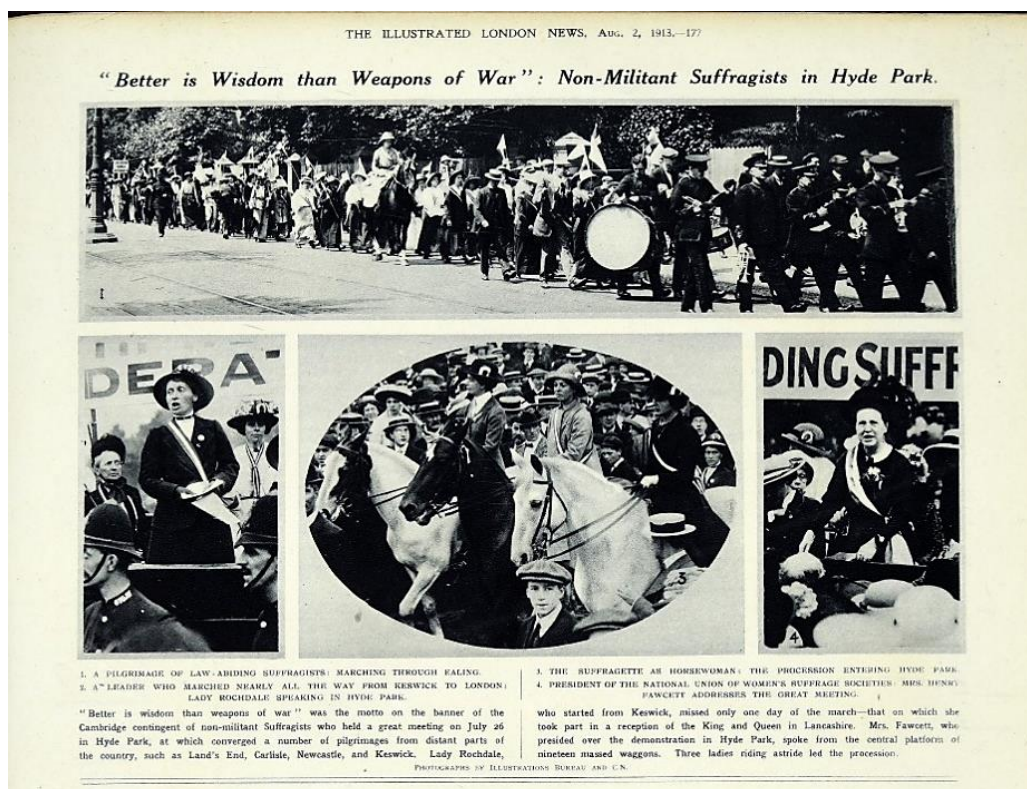 THE ILLUSTRATED LONDON NEWS, AUG. 2, 1913.—177
"Better is Wisdom than Weapons of War": Non-Militant Suffragists in Hyde Park.
1
DERA
DING SUFF
4
1. A PILGRIMAGE OF LAW-ABIDING SUFFRAGISTS: MARCHING THROUGH EALING.
2. A LEADER WHO MARCHED NEARLY ALL THE WAY FROM KESWICK TO LONDON:
LADY ROCHDALE SPEAKING IN HYDE PARK.
3. THE SUFFRAGETTE AS HORSEWOMAN: THE PROCESSION ENTERING HYDE PARK.
4. PRESIDENT OF THE NATIONAL UNION OF WOMEN'S SUFFRAGE SOCIETIES: MRS. HENRY
FAWCETT ADDRESSES THE GREAT MEETING.
"Better is wisdom than weapons of war" was the motto on the banner of the
Cambridge contingent of non-militant Suffragists who held a great meeting on July 26
in Hyde Park, at which converged a number of pilgrimages from distant parts of
the country, such as Land's End, Carlisle, Newcastle, and Keswick. Lady Rochdale,
who started from Keswick, missed only one day of the march—that on which she
took part in a reception of the King and Queen in Lancashire. Mrs. Fawcett, who
presided over the demonstration in Hyde Park, spoke from the central platform of
nineteen massed waggons. Three ladies riding astride led the procession.
PHOTOGRAPHS BY ILLUSTRATIONS BUREAU AND C.N.